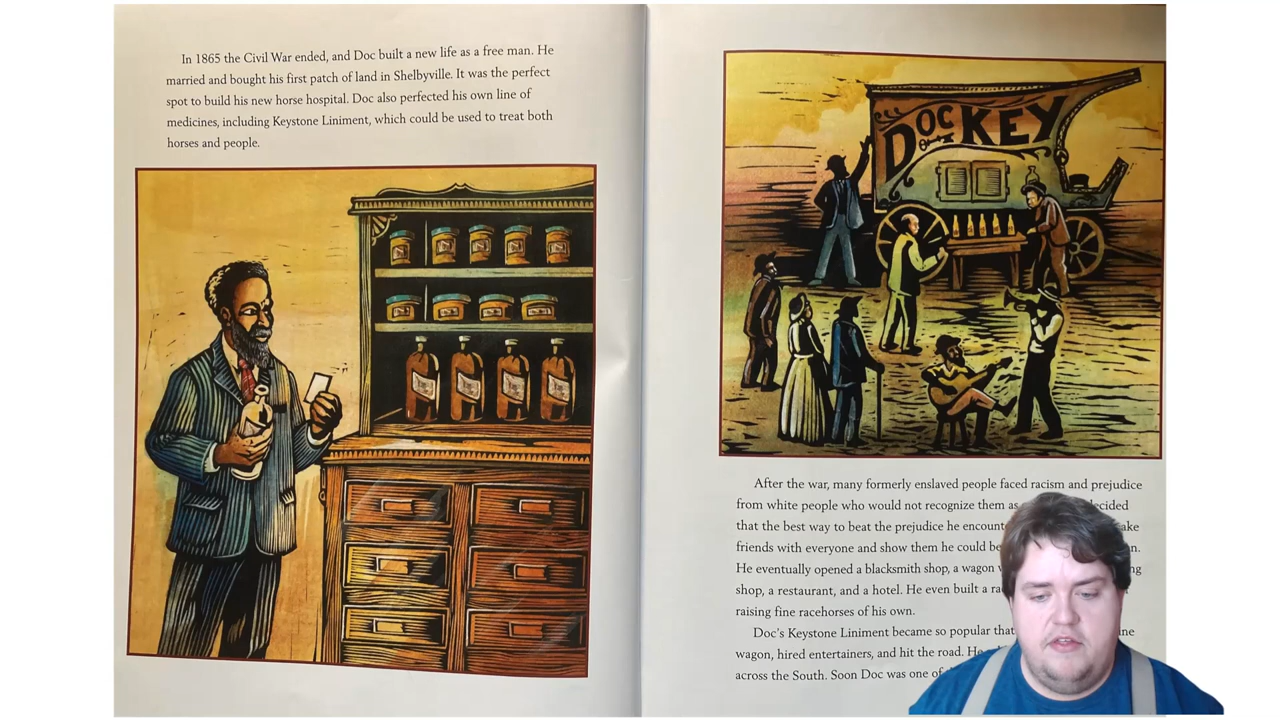 In 1865 the Civil War ended, and Doc built a new life as a free man. He
married and bought his first patch of land in Shelbyville. It was the perfect
spot to build his new horse hospital. Doc also perfected his own line of
medicines, including Keystone Liniment, which could be used to treat both
horses and people.
DOC KEY
After the war, many formerly enslaved people faced racism and prejudice
from white people who would not recognize them as
that the best way to beat the prejudice he
friends with everyone and show them he could be
He eventually opened a blacksmith shop, a wagon
shop, a restaurant, and a hotel. He even built a
raising fine racehorses of his own.
Doc's Keystone Liniment became so popular that
wagon, hired entertainers, and hit the road.
across the South. Soon Doc was one of